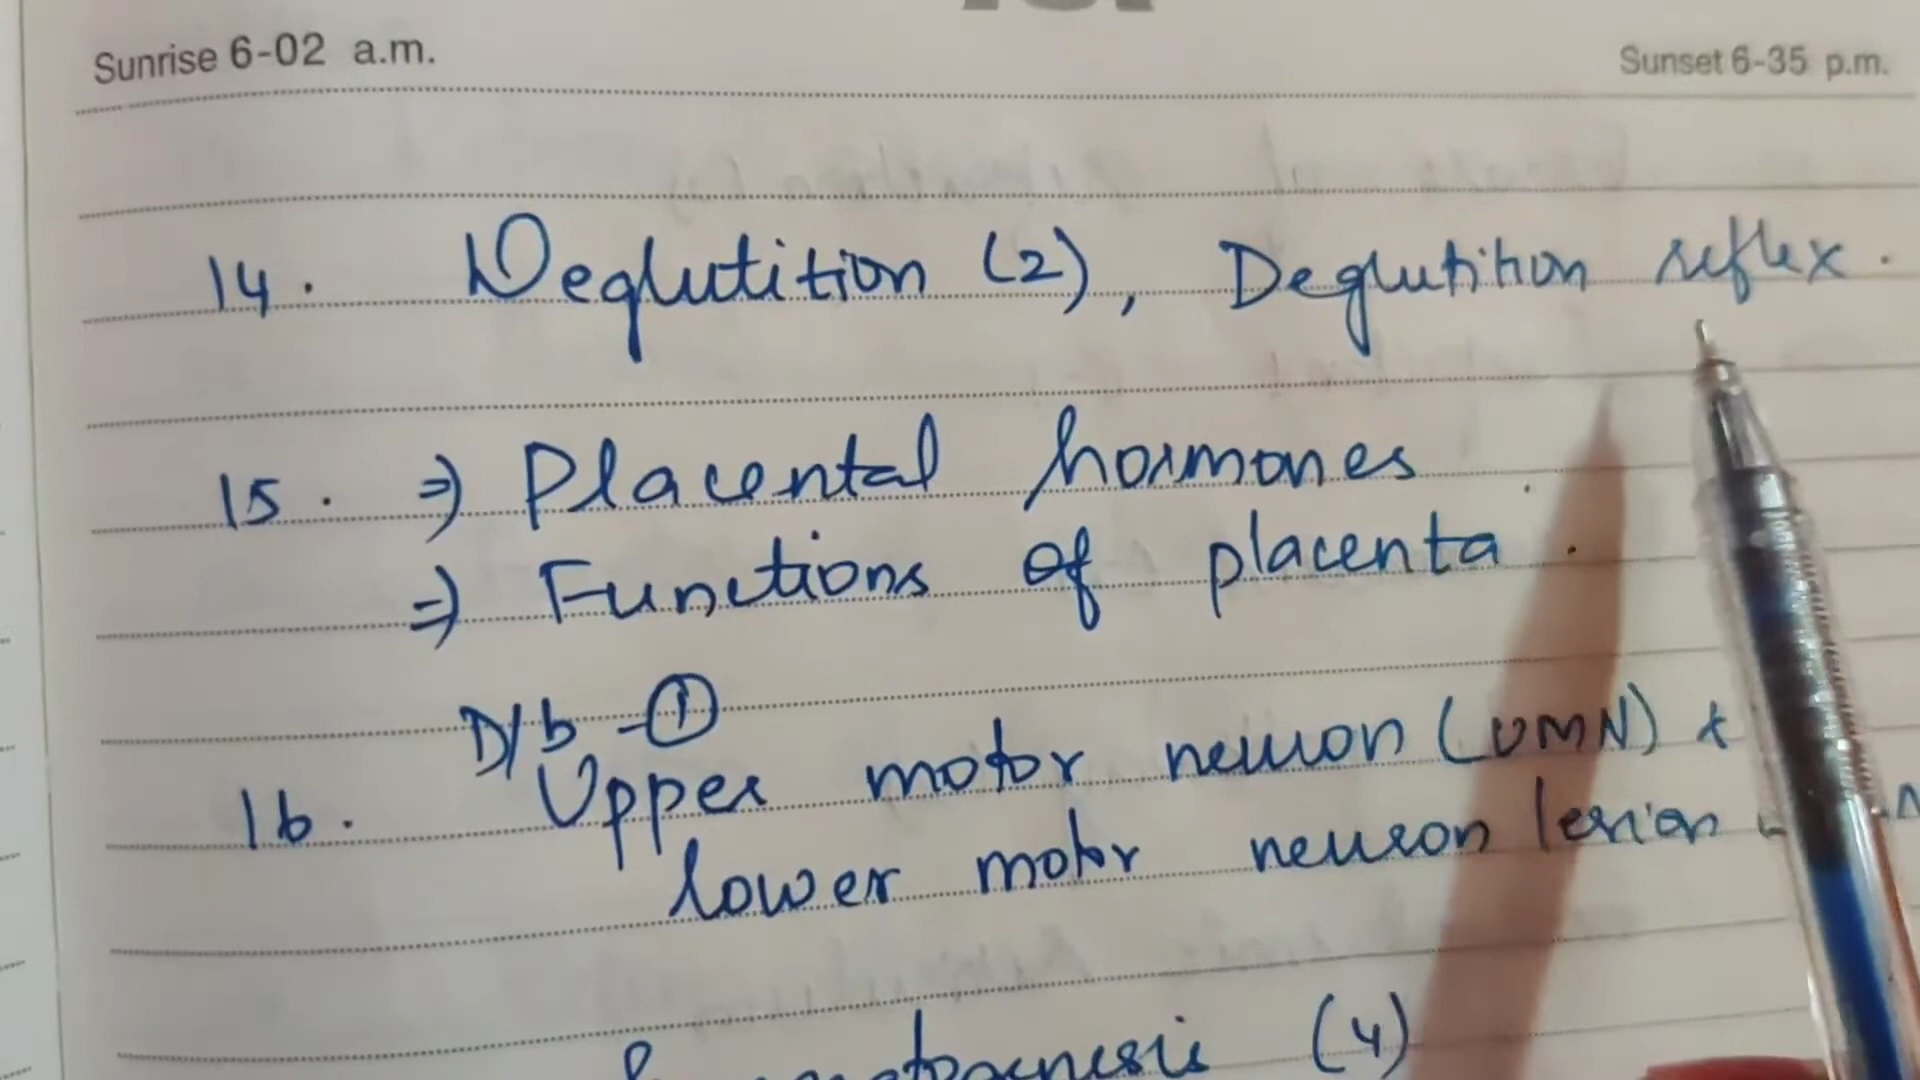 Sunrise 6-02 a.m.
Sunset 6-35 p.m.
14. Deglutition (2), Deglutition reflex.
15. ⇒ Placental hormones
⇒ Functions of placenta.
D/b - ①
16. Upper motor neuron (UMN) &
lower motor neuron lesion
(4)